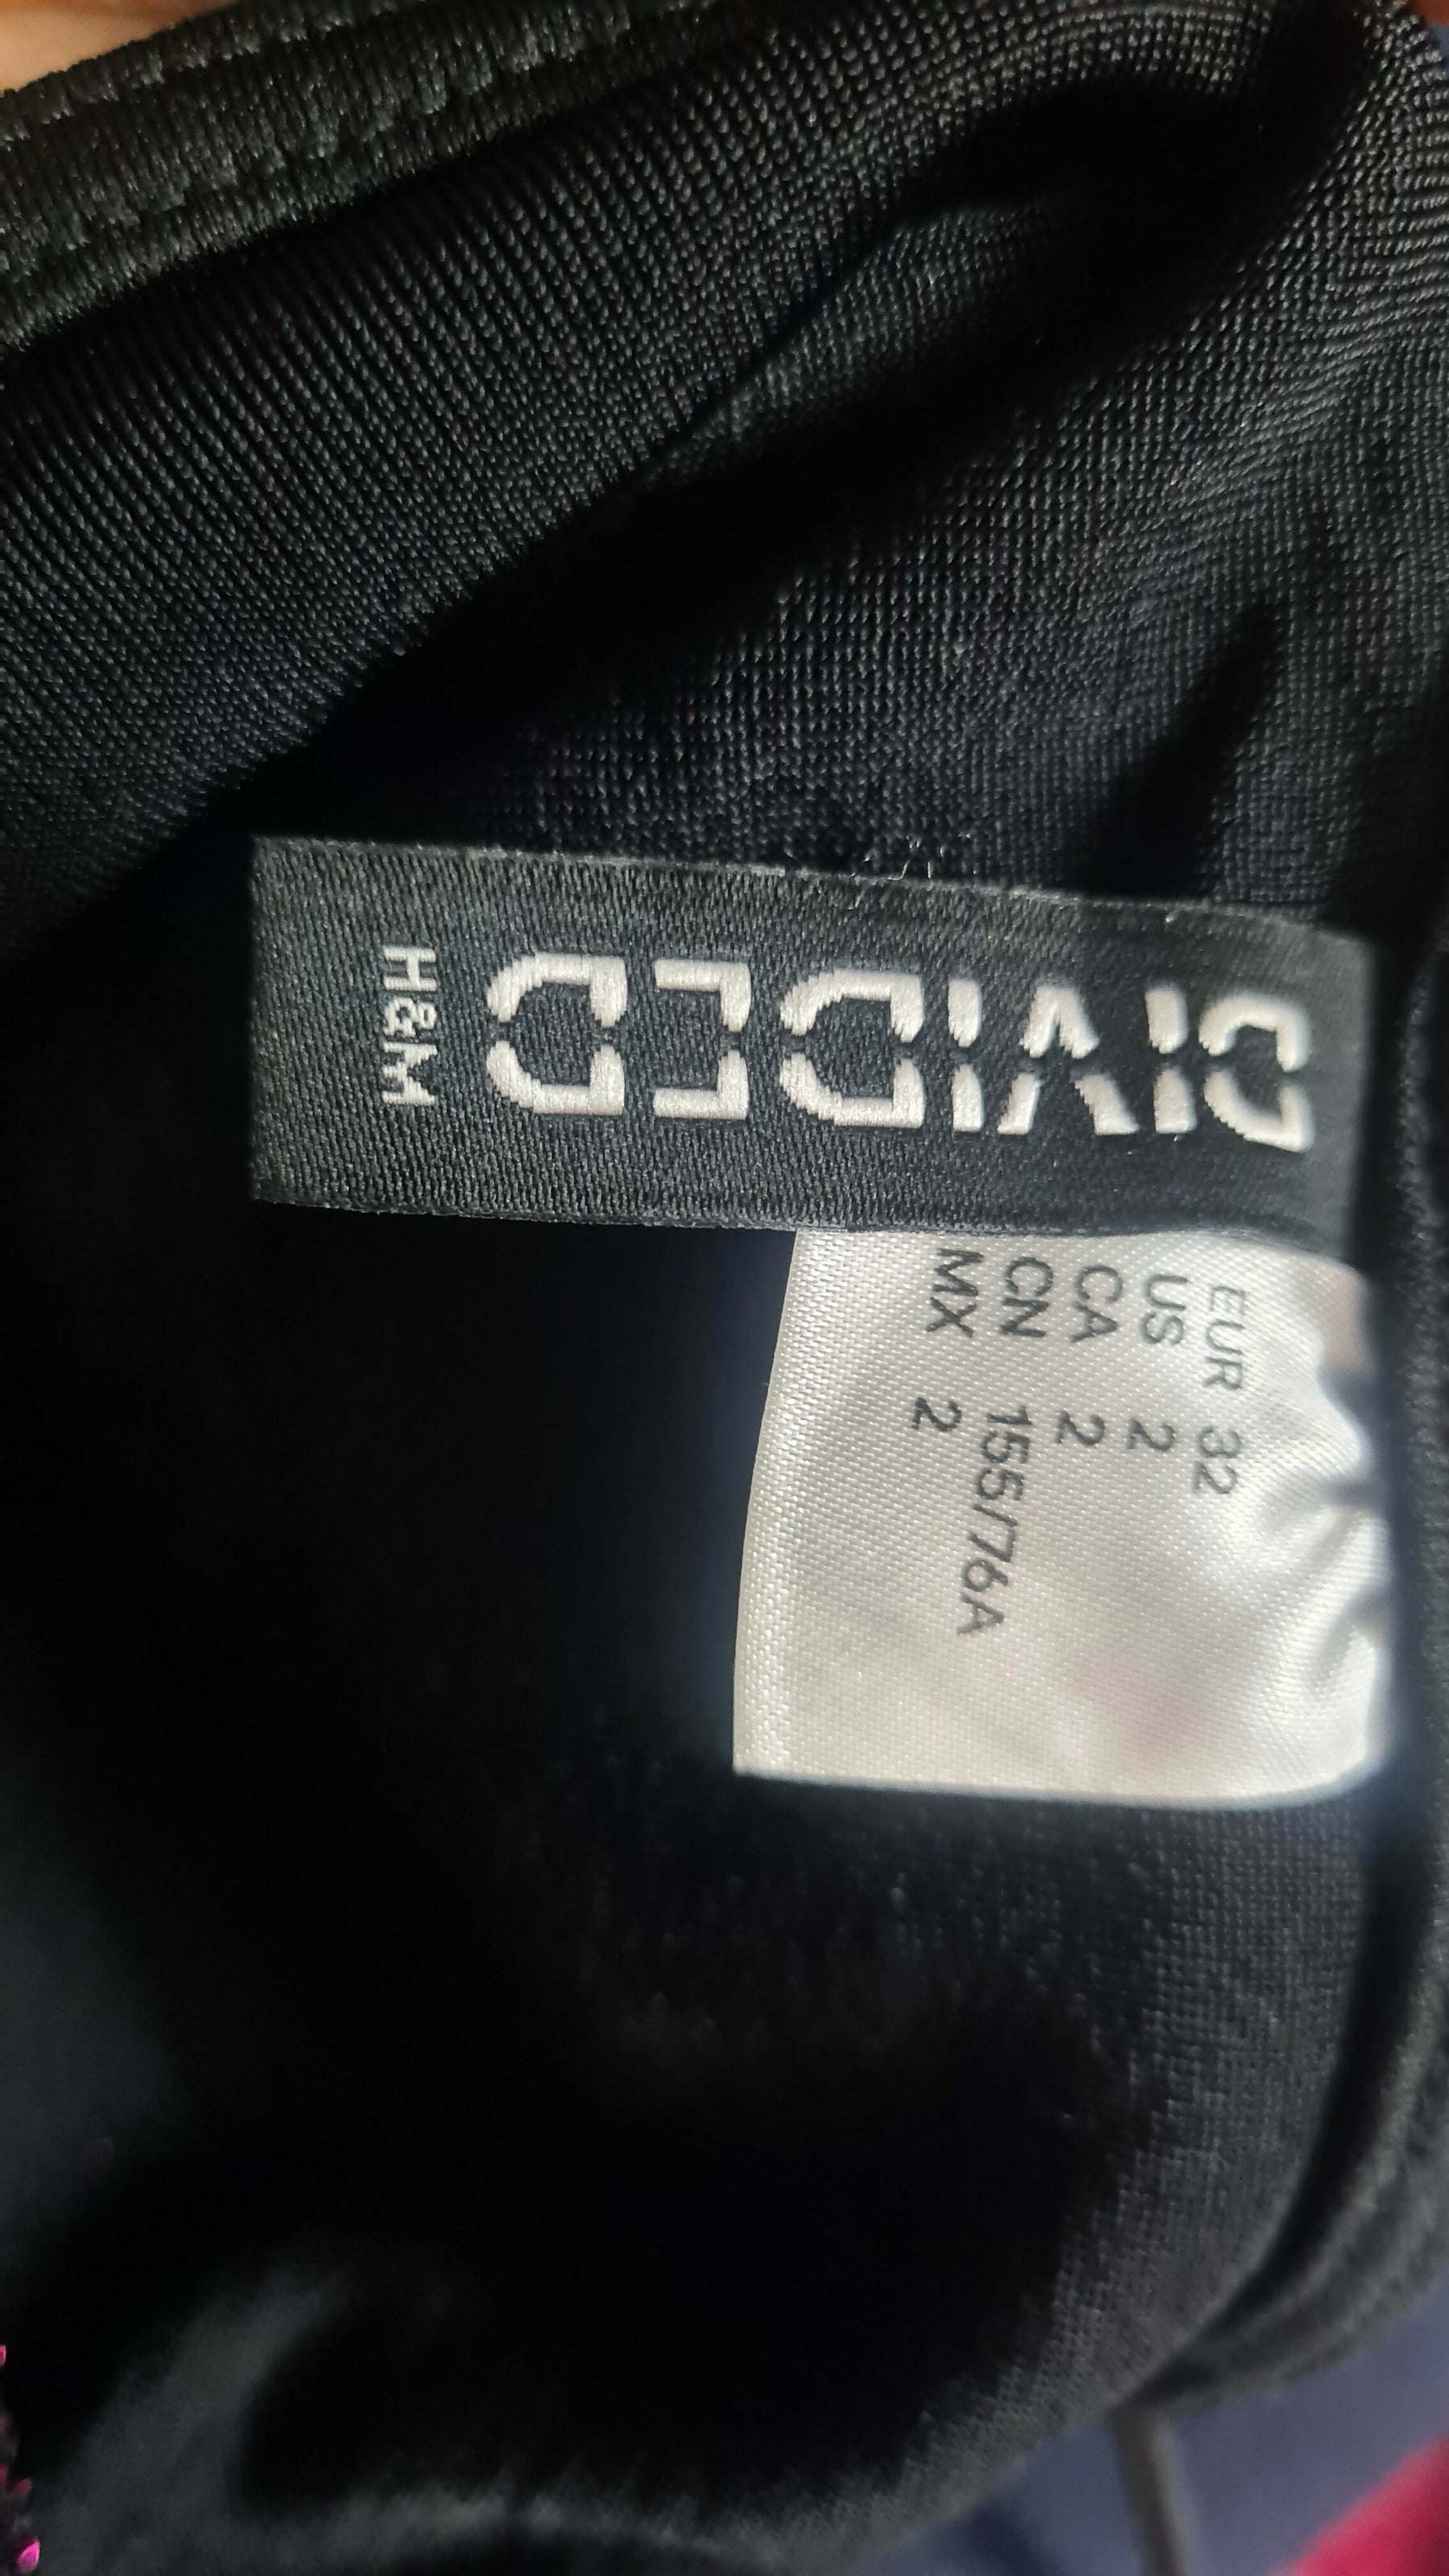 DIVIDED
H&M
EUR 32
US 2
CA 2
CN 155/76A
MX 2